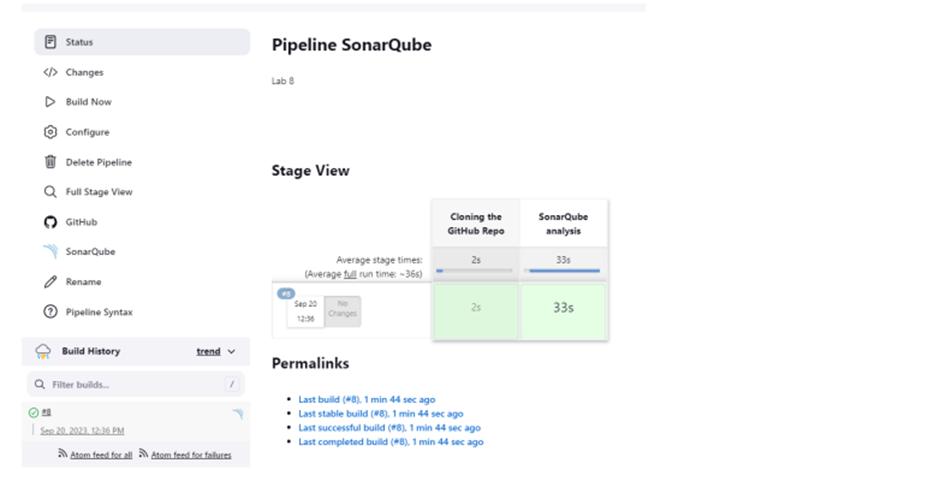 Status
Changes
Build Now
Configure
Delete Pipeline
Full Stage View
GitHub
SonarQube
Rename
Pipeline Syntax
Build History
trend
Filter builds...
/
#8
Sep 20, 2023, 12:36 PM
Atom feed for all
Atom feed for failures
Pipeline SonarQube
Lab 8
Stage View
Cloning the
GitHub Repo
SonarQube
analysis
Average stage times:
(Average full run time: ~36s)
2s
33s
#8
Sep 20
12:36
No
Changes
2s
33s
Permalinks
Last build (#8), 1 min 44 sec ago
Last stable build (#8), 1 min 44 sec ago
Last successful build (#8), 1 min 44 sec ago
Last completed build (#8), 1 min 44 sec ago